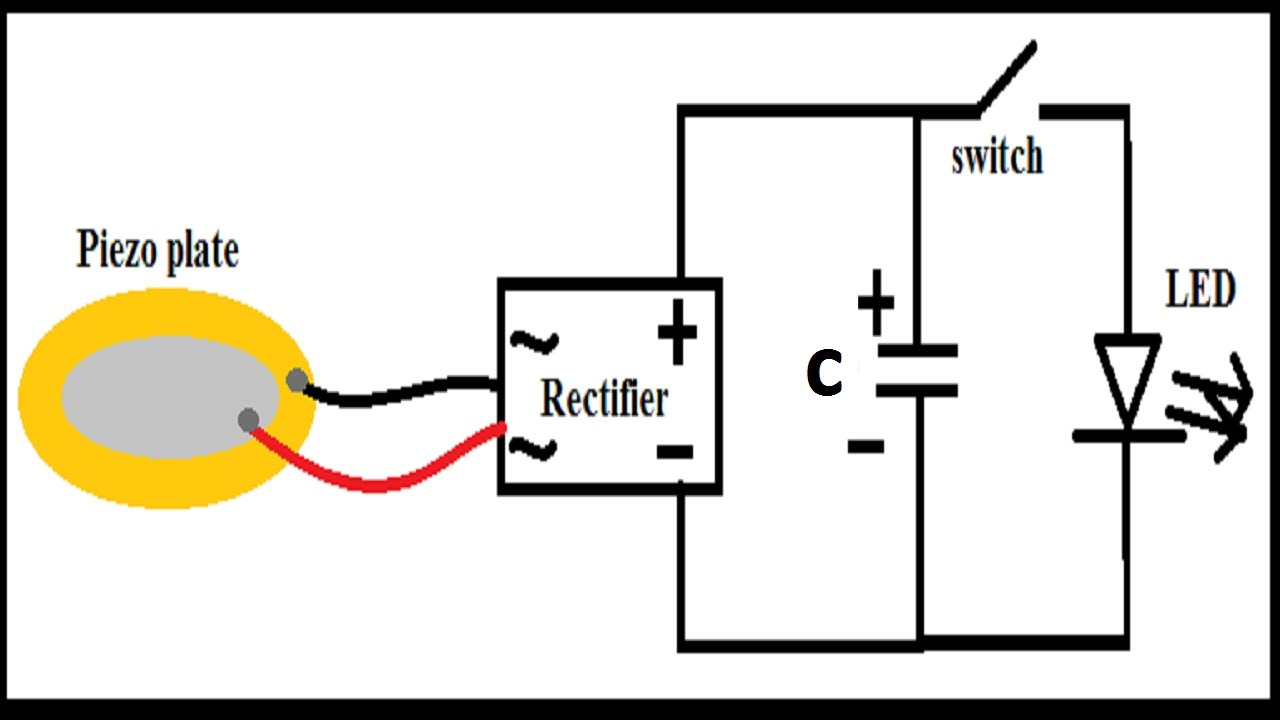 switch
Piezo plate
LED
~
+
+
C
Rectifier
~
-
-